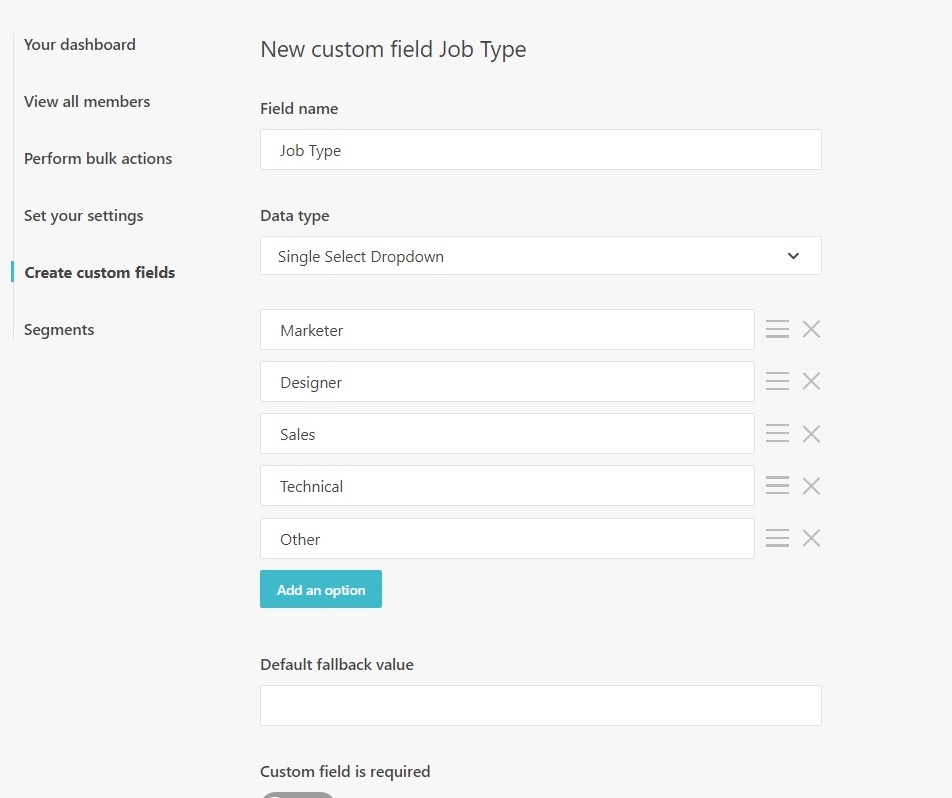 Your dashboard
View all members
Perform bulk actions
Set your settings
Create custom fields
Segments
New custom field Job Type
Field name
Job Type
Data type
Single Select Dropdown
Marketer
Designer
Sales
Technical
Other
Add an option
Default fallback value
Custom field is required